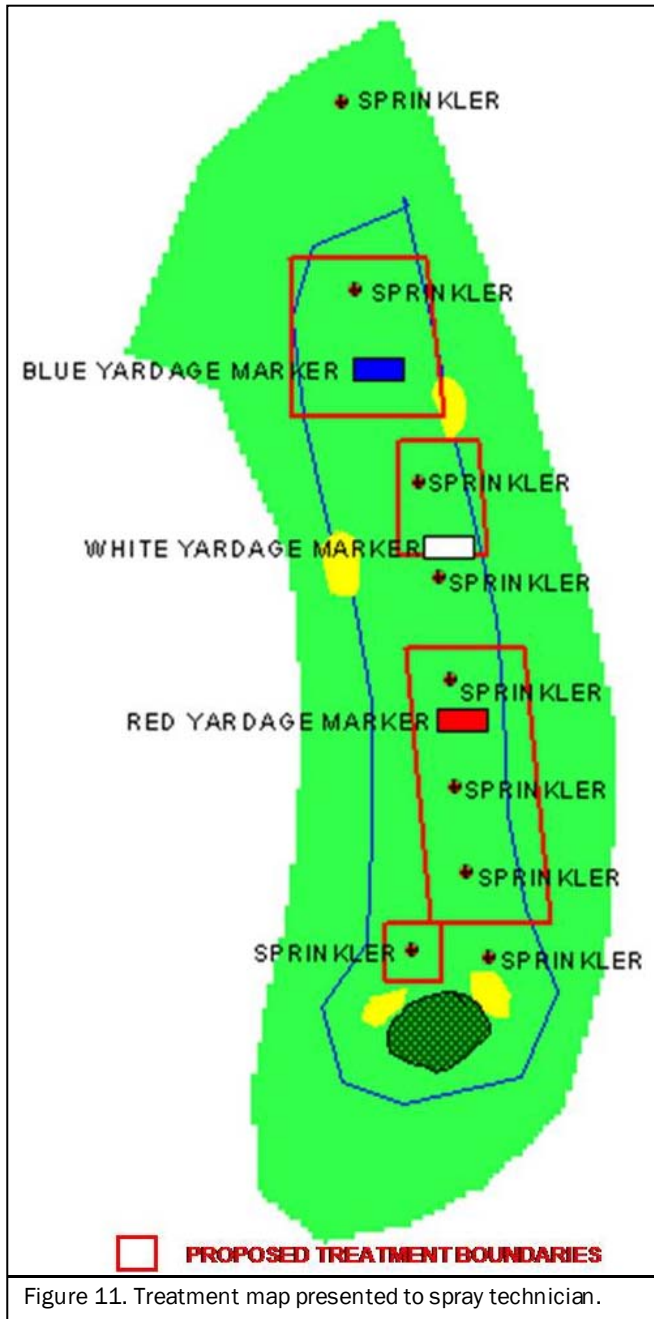 SPRINKLER
SPRINKLER
BLUE YARDAGE MARKER
SPRINKLER
WHITE YARDAGE MARKER
SPRINKLER
SPRINKLER
RED YARDAGE MARKER
SPRINKLER
SPRINKLER
SPRINKLER
SPRINKLER
PROPOSED TREATMENT BOUNDARIES
Figure 11. Treatment map presented to spray technician.